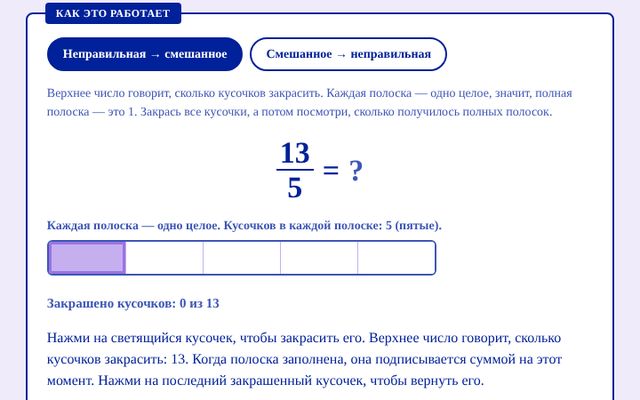 КАК ЭТО РАБОТАЕТ
Неправильная → смешанное
Смешанное → неправильная
Верхнее число говорит, сколько кусочков закрасить. Каждая полоска — одно целое, значит, полная
полоска — это 1. Закрась все кусочки, а потом посмотри, сколько получилось полных полосок.
13
5
= ?
Каждая полоска — одно целое. Кусочков в каждой полоске: 5 (пятые).
Закрашено кусочков: 0 из 13
Нажми на светящийся кусочек, чтобы закрасить его. Верхнее число говорит, сколько
кусочков закрасить: 13. Когда полоска заполнена, она подписывается суммой на этот
момент. Нажми на последний закрашенный кусочек, чтобы вернуть его.